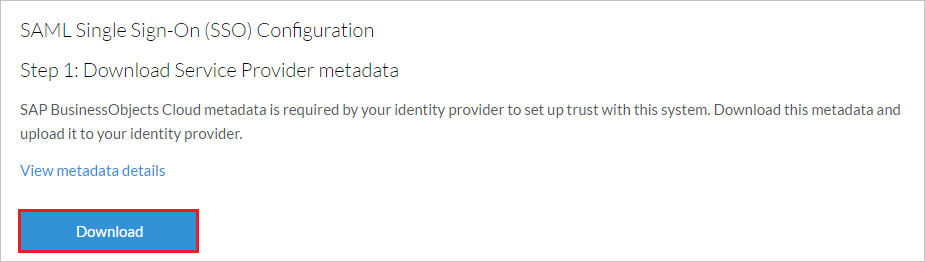 SAML Single Sign-On (SSO) Configuration
Step 1: Download Service Provider metadata
SAP BusinessObjects Cloud metadata is required by your identity provider to set up trust with this system. Download this metadata and
upload it to your identity provider.
View metadata details
Download